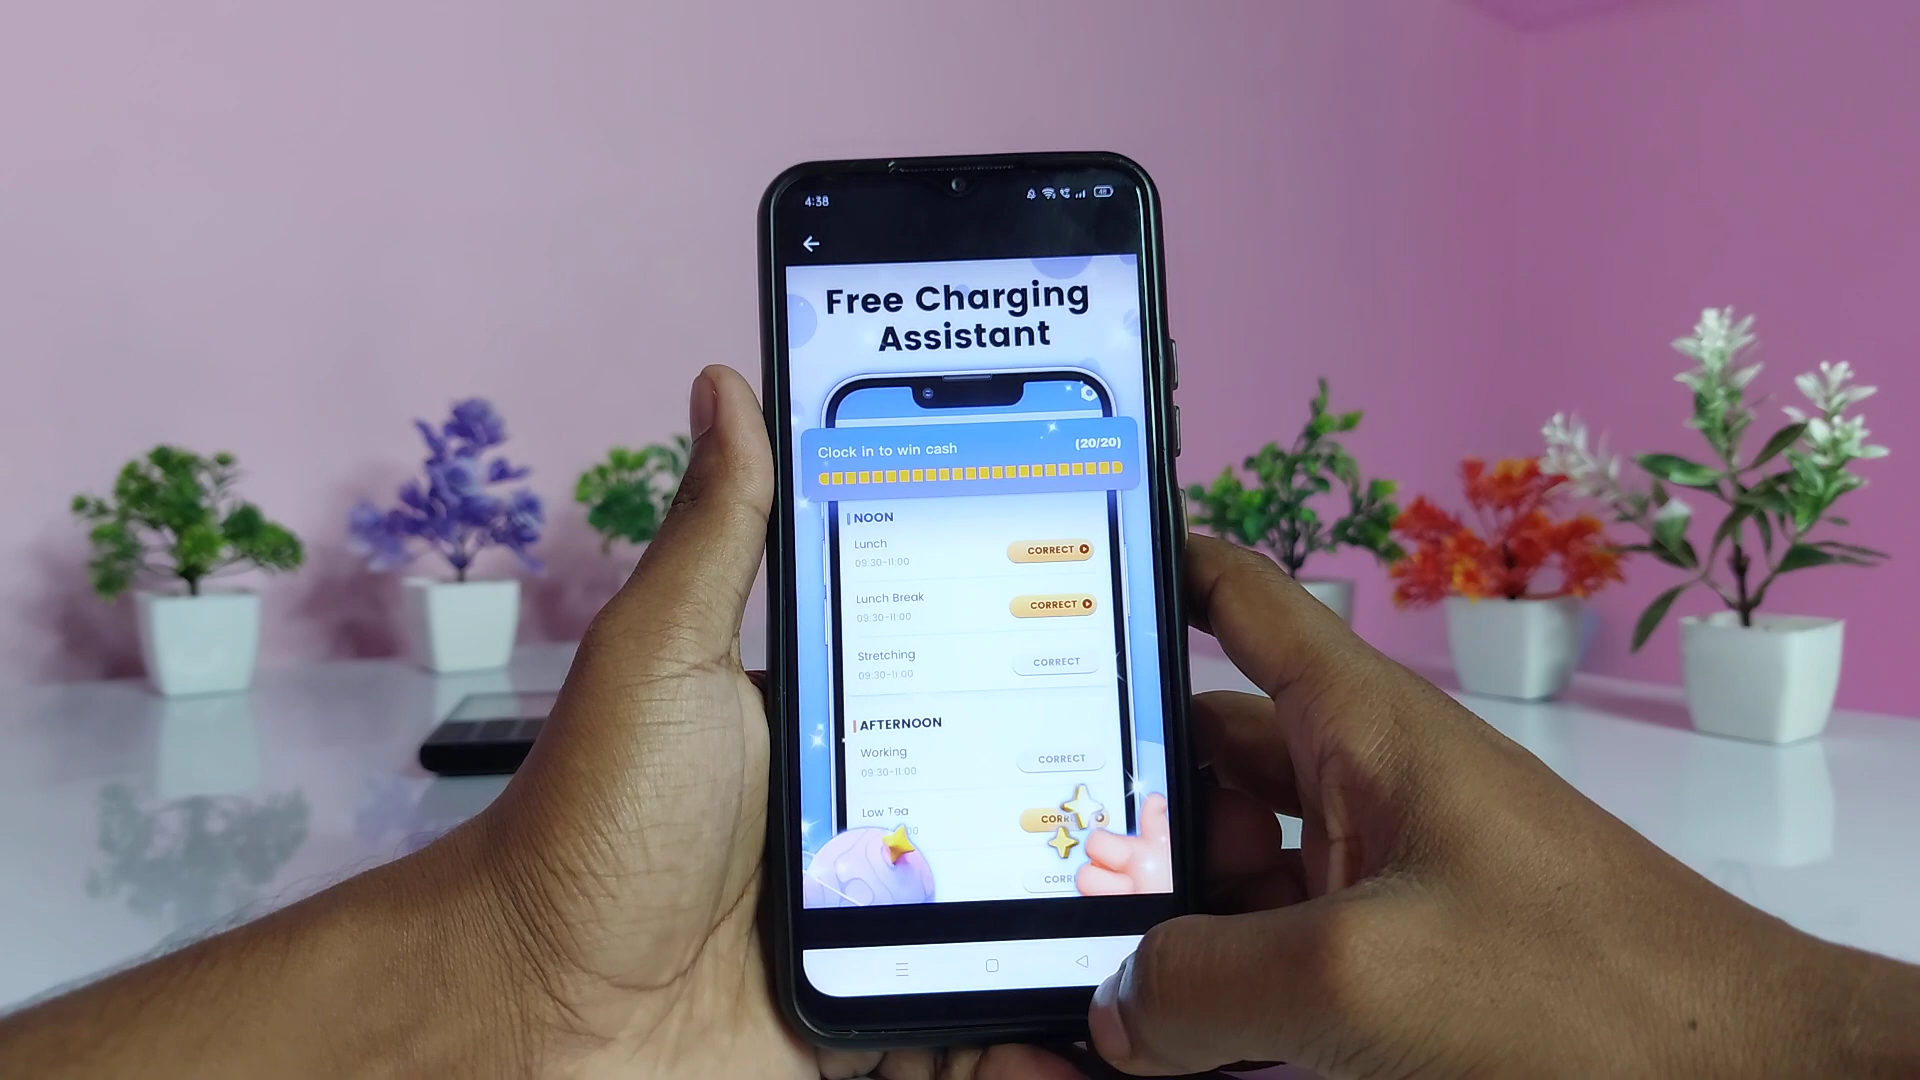 4:38
48
Free Charging
Assistant
Clock in to win cash (20/20)
NOON
Lunch
09:30-11:00
CORRECT
Lunch Break
09:30-11:00
CORRECT
Stretching
09:30-11:00
CORRECT
AFTERNOON
Working
09:30-11:00
CORRECT
Low Tea